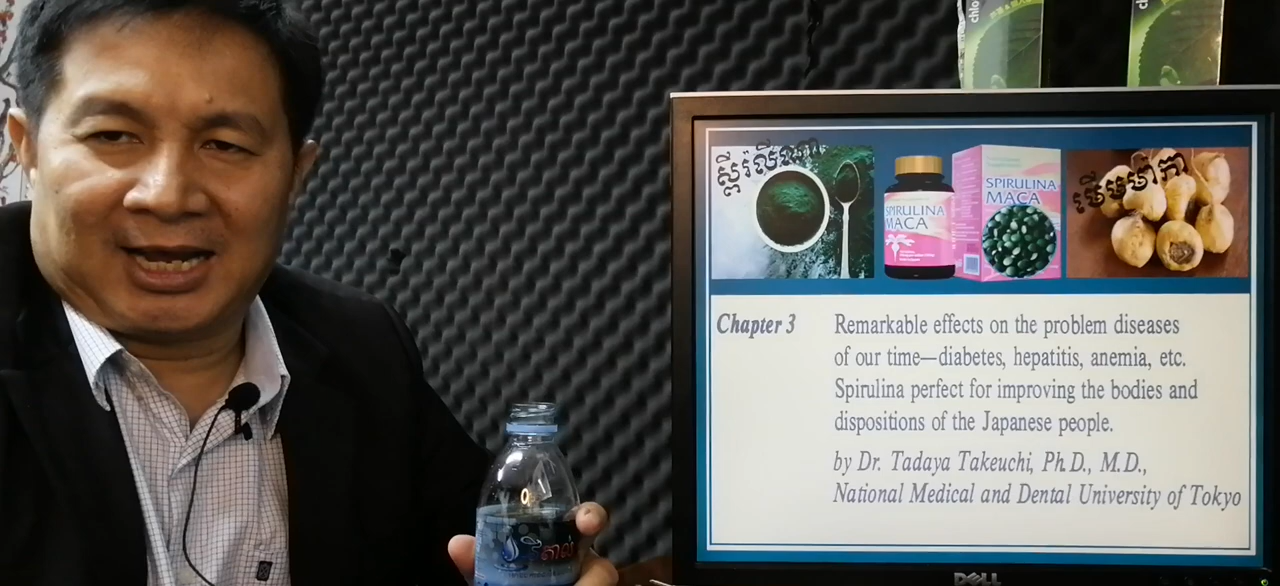 ស្ពីរូលីណា
SPIRULINA
MACA
SPIRULINA
MACA
មើមម៉ាកា
Chapter 3 Remarkable effects on the problem diseases
of our time—diabetes, hepatitis, anemia, etc.
Spirulina perfect for improving the bodies and
dispositions of the Japanese people.
by Dr. Tadaya Takeuchi, Ph.D., M.D.,
National Medical and Dental University of Tokyo
DELL